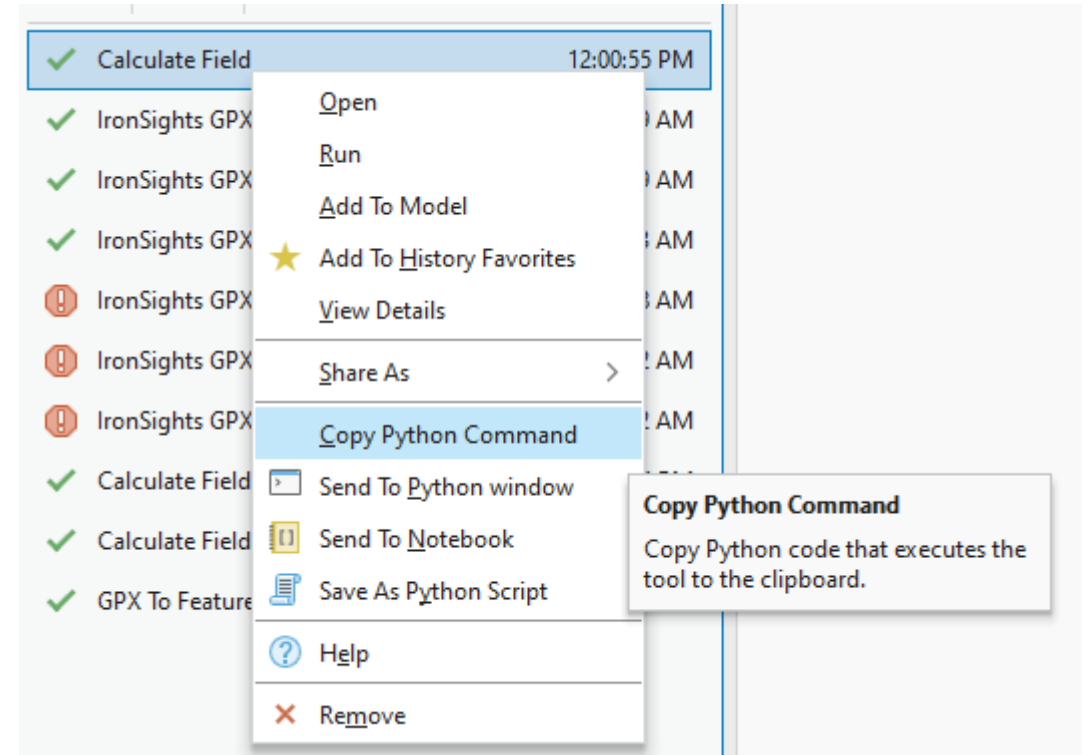 Calculate Field 12:00:55 PM
Open
IronSights GPX AM
Run
IronSights GPX AM
Add To Model
IronSights GPX AM
Add To History Favorites
IronSights GPX AM
View Details
IronSights GPX AM
Share As
IronSights GPX AM
Copy Python Command
Calculate Field
Send To Python window
Copy Python Command
Calculate Field
Send To Notebook
Copy Python code that executes the
tool to the clipboard.
GPX To Feature
Save As Python Script
Help
Remove